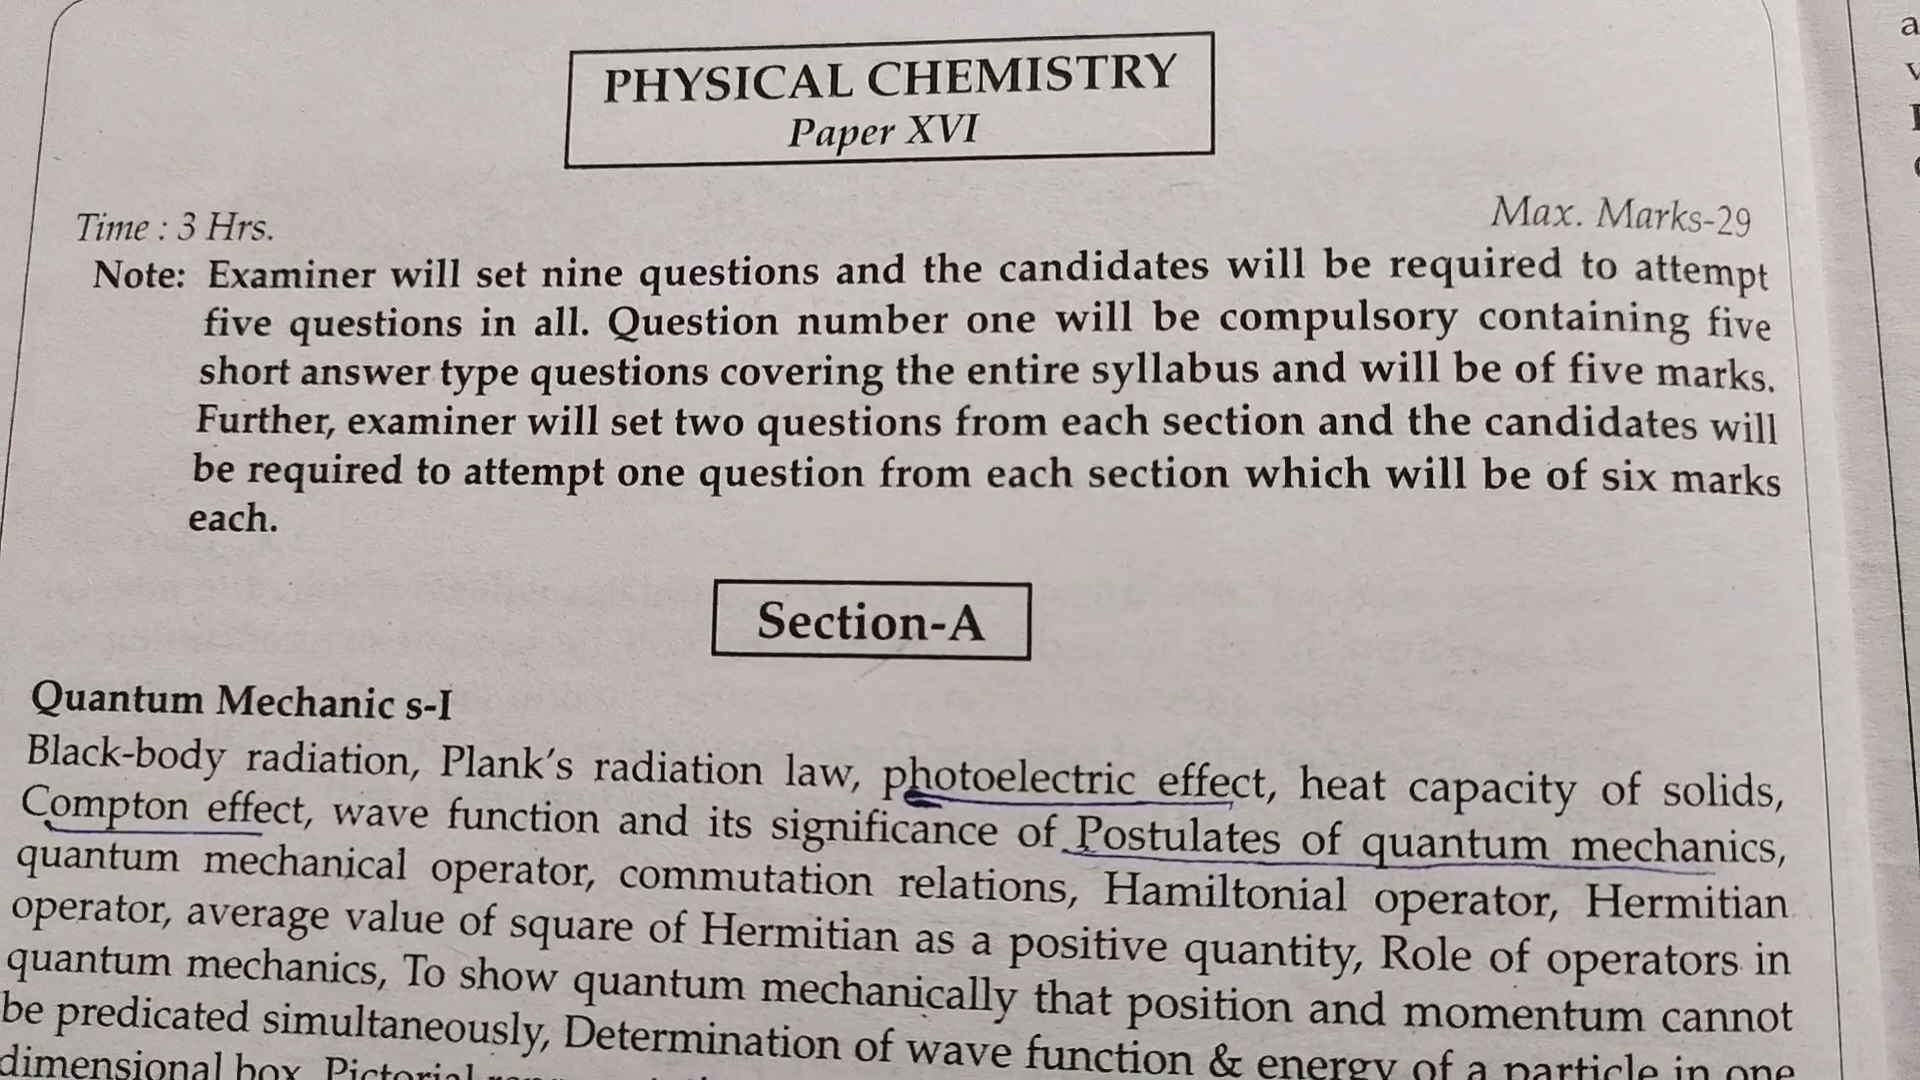 PHYSICAL CHEMISTRY
Paper XVI
Time : 3 Hrs.
Max. Marks-29
Note: Examiner will set nine questions and the candidates will be required to attempt
five questions in all. Question number one will be compulsory containing five
short answer type questions covering the entire syllabus and will be of five marks.
Further, examiner will set two questions from each section and the candidates will
be required to attempt one question from each section which will be of six marks
each.
Section-A
Quantum Mechanic s-I
Black-body radiation, Plank's radiation law, photoelectric effect, heat capacity of solids,
Compton effect, wave function and its significance of Postulates of quantum mechanics,
quantum mechanical operator, commutation relations, Hamiltonial operator, Hermitian
operator, average value of square of Hermitian as a positive quantity, Role of operators in
quantum mechanics, To show quantum mechanically that position and momentum cannot
be predicated simultaneously, Determination of wave function & energy of a particle in one
dimensional box, Pictorial